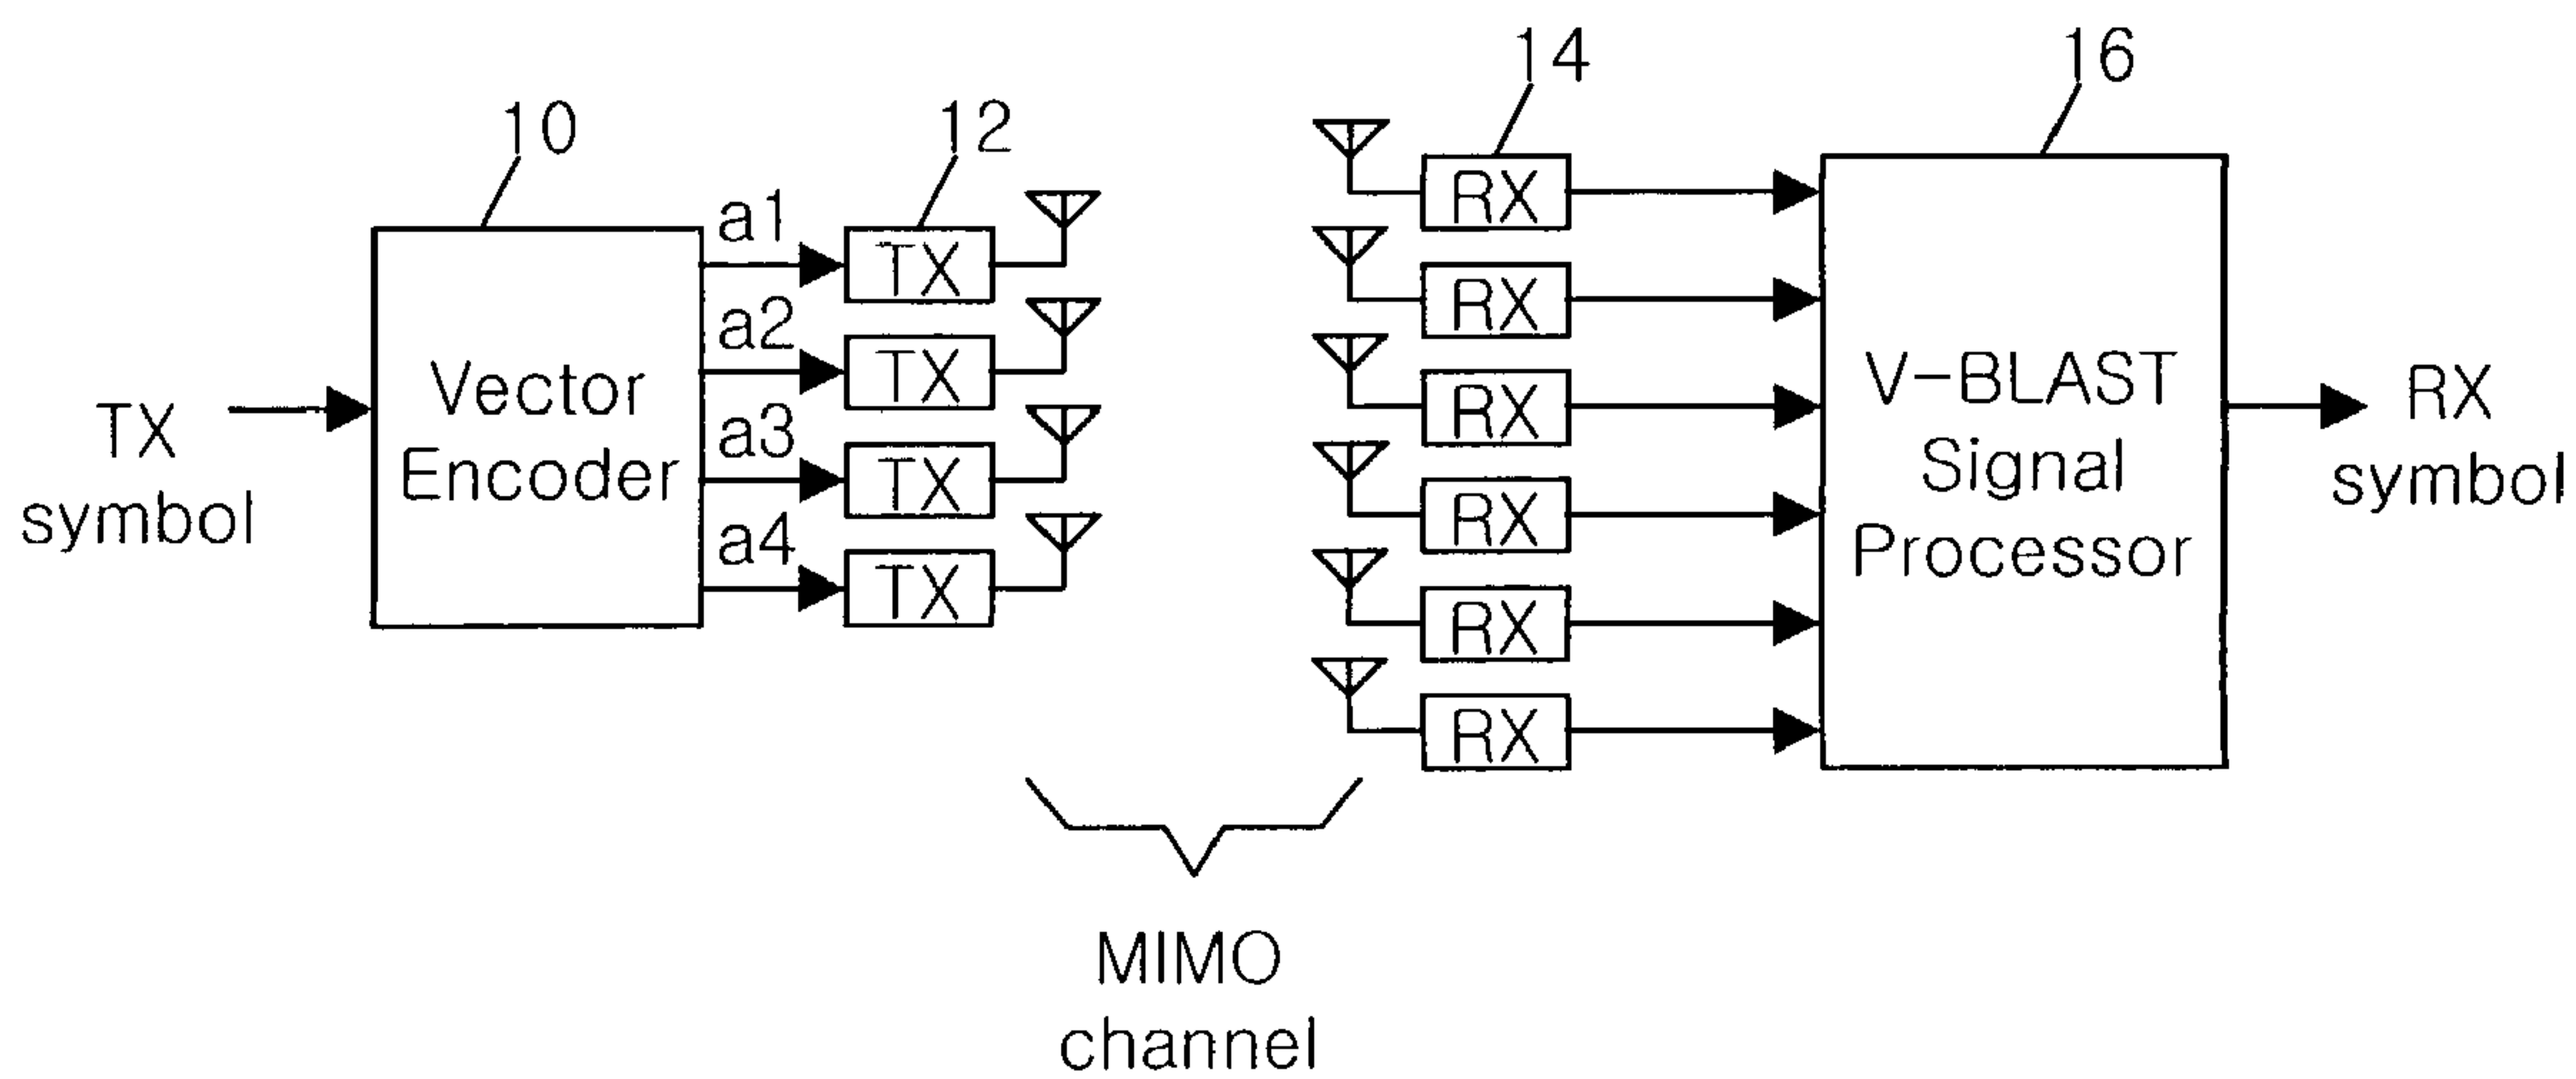 10
12
14
16
TX
symbol
Vector
Encoder
a1
a2
a3
a4
TX
TX
TX
TX
RX
RX
RX
RX
RX
RX
V-BLAST
Signal
Processor
RX
symbol
MIMO
channel